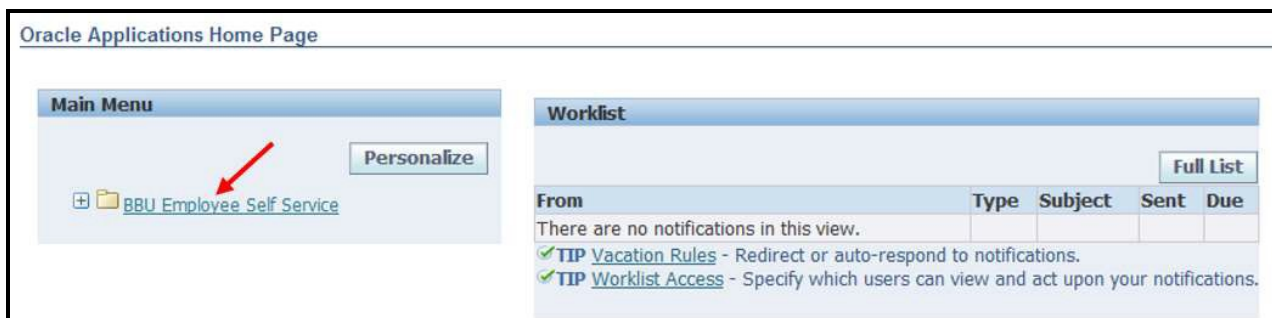 Oracle Applications Home Page
Main Menu
Personalize
BBU Employee Self Service
Worklist
Full List
From Type Subject Sent Due
There are no notifications in this view.
TIP Vacation Rules - Redirect or auto-respond to notifications.
TIP Worklist Access - Specify which users can view and act upon your notifications.